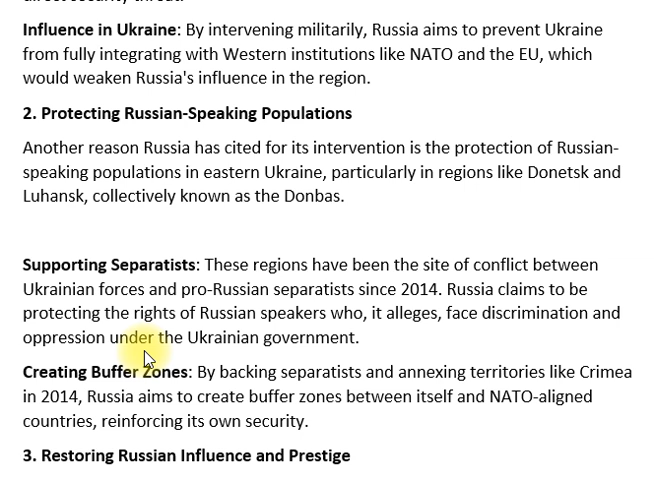 direct security threat.
Influence in Ukraine: By intervening militarily, Russia aims to prevent Ukraine
from fully integrating with Western institutions like NATO and the EU, which
would weaken Russia's influence in the region.
2. Protecting Russian-Speaking Populations
Another reason Russia has cited for its intervention is the protection of Russian-
speaking populations in eastern Ukraine, particularly in regions like Donetsk and
Luhansk, collectively known as the Donbas.
Supporting Separatists: These regions have been the site of conflict between
Ukrainian forces and pro-Russian separatists since 2014. Russia claims to be
protecting the rights of Russian speakers who, it alleges, face discrimination and
oppression under the Ukrainian government.
Creating Buffer Zones: By backing separatists and annexing territories like Crimea
in 2014, Russia aims to create buffer zones between itself and NATO-aligned
countries, reinforcing its own security.
3. Restoring Russian Influence and Prestige